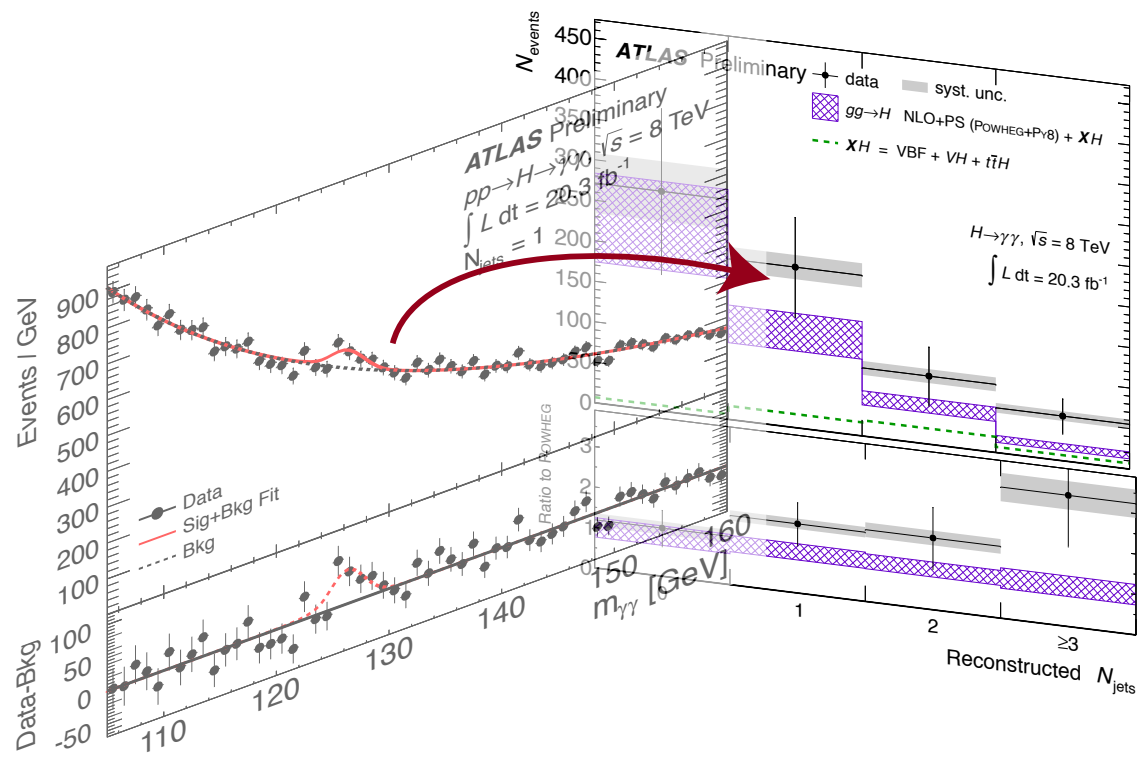 N_events
450
400
300
250
200
150
100
50
0
ATLAS Preliminary
data
syst. unc.
gg→H NLO+PS (POWHEG+PY8) + XH
XH = VBF + VH + tt̄H
H→γγ, √s = 8 TeV
∫ L dt = 20.3 fb⁻¹
Ratio to POWHEG
3
2
0
0
1
2
≥3
Reconstructed N_jets
ATLAS Preliminary
pp→H→γγ, √s = 8 TeV
∫ L dt = 20.3 fb⁻¹
N_jets = 1
Events / GeV
900
800
700
600
500
400
300
200
100
Data
Sig+Bkg Fit
Bkg
Data-Bkg
100
50
0
-50
110
120
130
140
150
160
m_γγ [GeV]